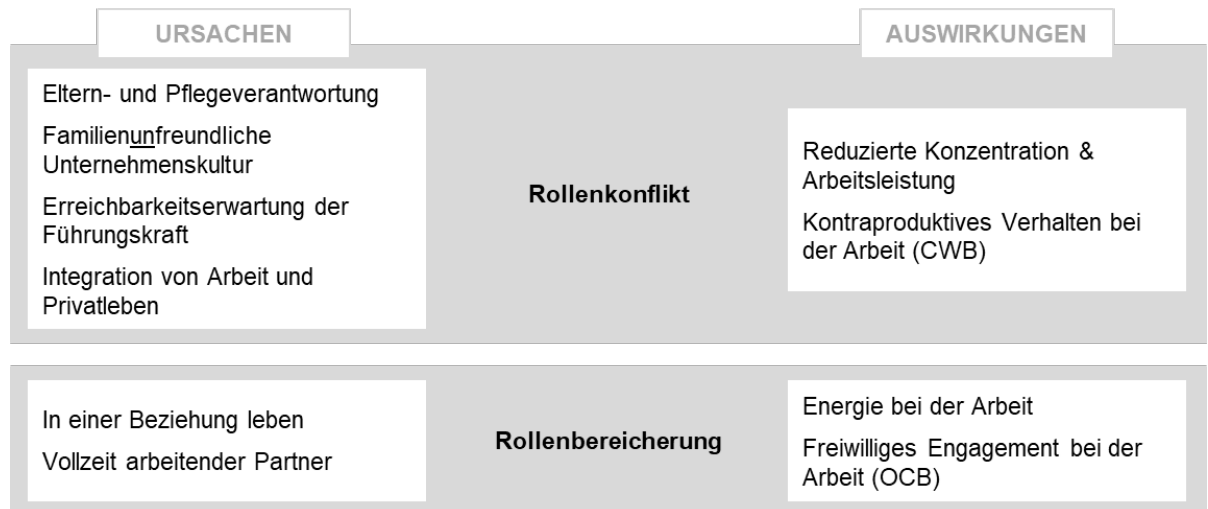 URSACHEN
AUSWIRKUNGEN
Eltern- und Pflegeverantwortung
Familienunfreundliche
Unternehmenskultur
Erreichbarkeitserwartung der
Führungskraft
Integration von Arbeit und
Privatleben
Rollenkonflikt
Reduzierte Konzentration &
Arbeitsleistung
Kontraproduktives Verhalten bei
der Arbeit (CWB)
In einer Beziehung leben
Vollzeit arbeitender Partner
Rollenbereicherung
Energie bei der Arbeit
Freiwilliges Engagement bei der
Arbeit (OCB)